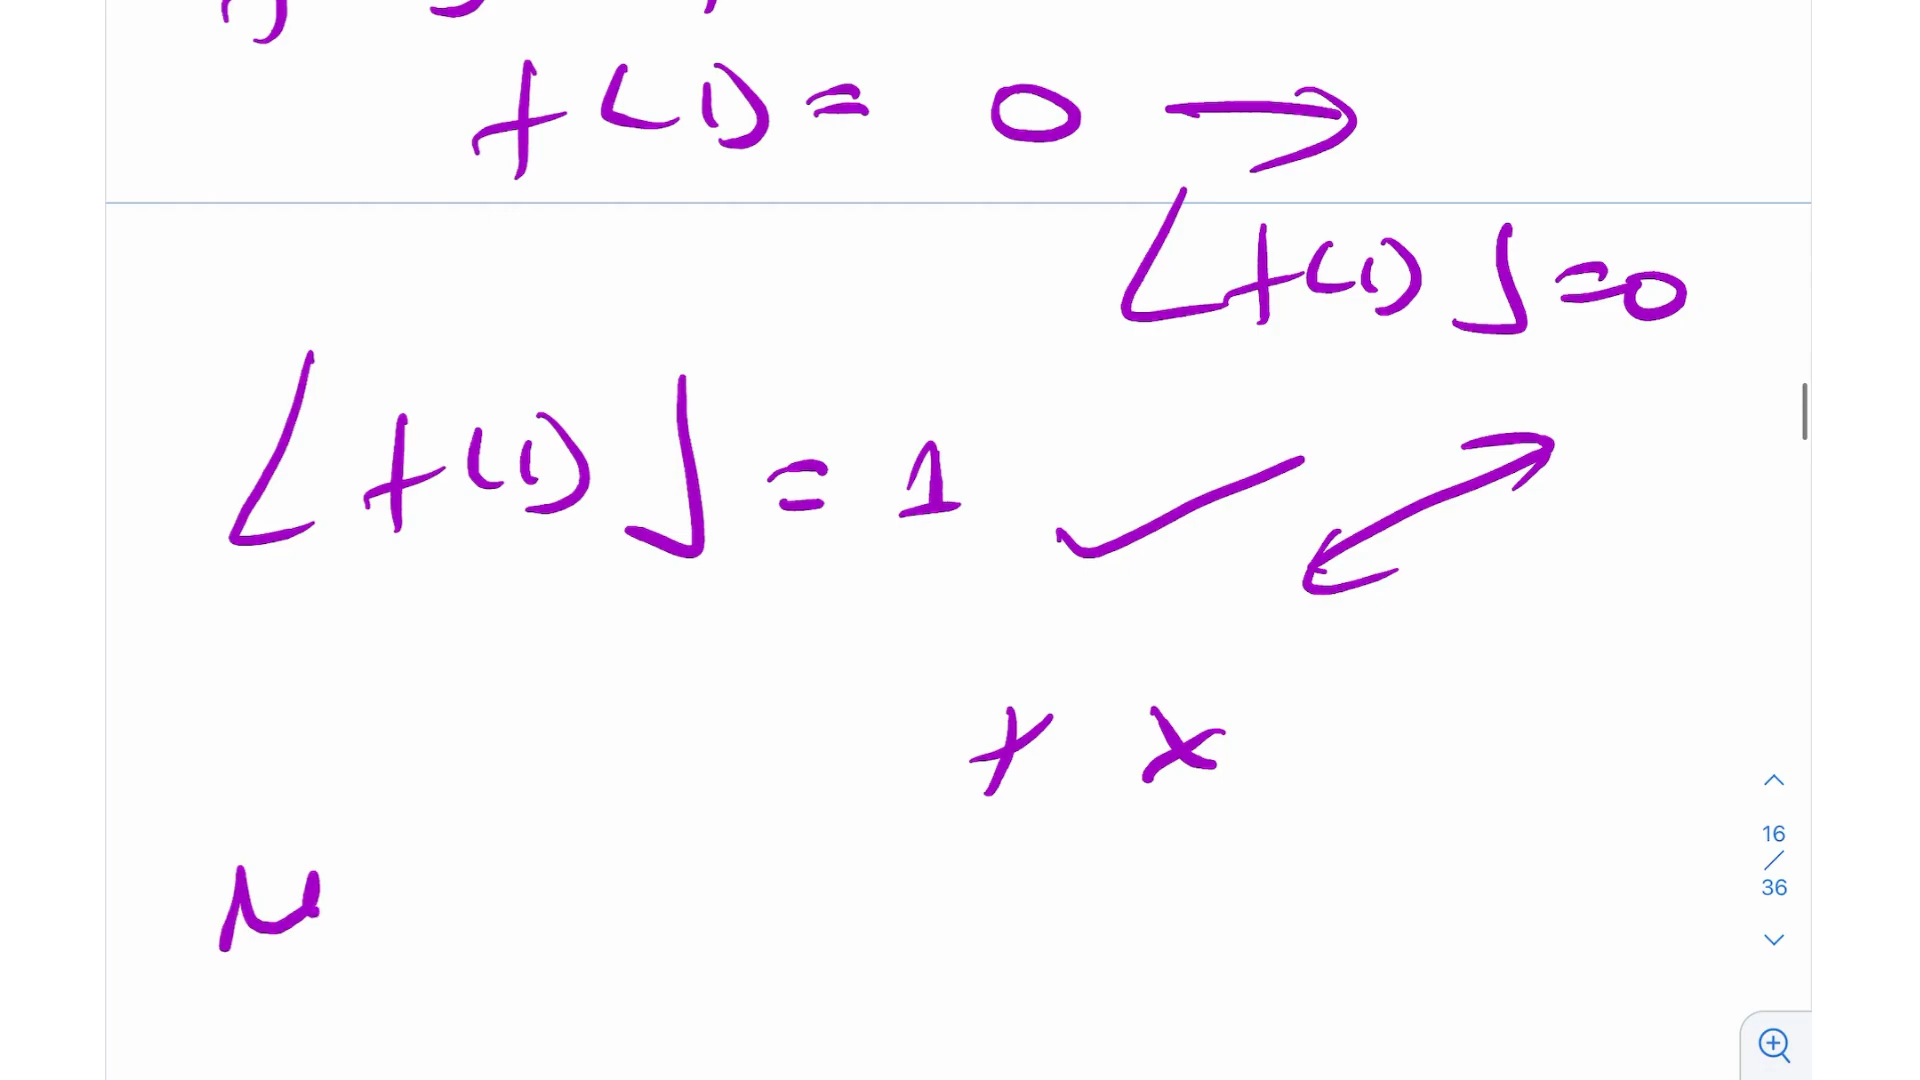 f(1) = 0 →
⌊f(1)⌋ = 0
⌊f(1)⌋ = 1 ✓
+ x
16
/
36